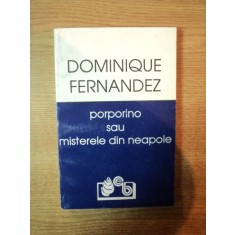 DOMINIQUE
FERNANDEZ
porporino
sau
misterele din neapole